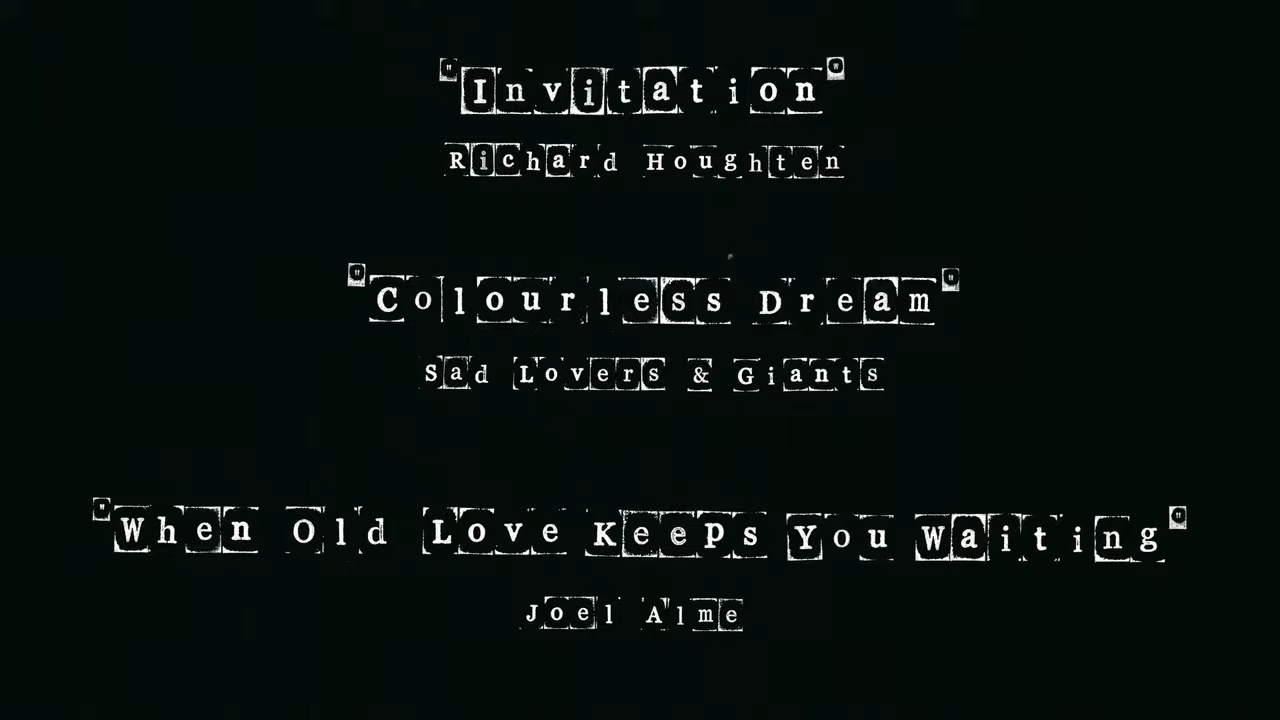 "Invitation"
Richard Houghten
"Colourless Dream"
Sad Lovers & Giants
"When Old Love Keeps You Waiting"
Joel Alme